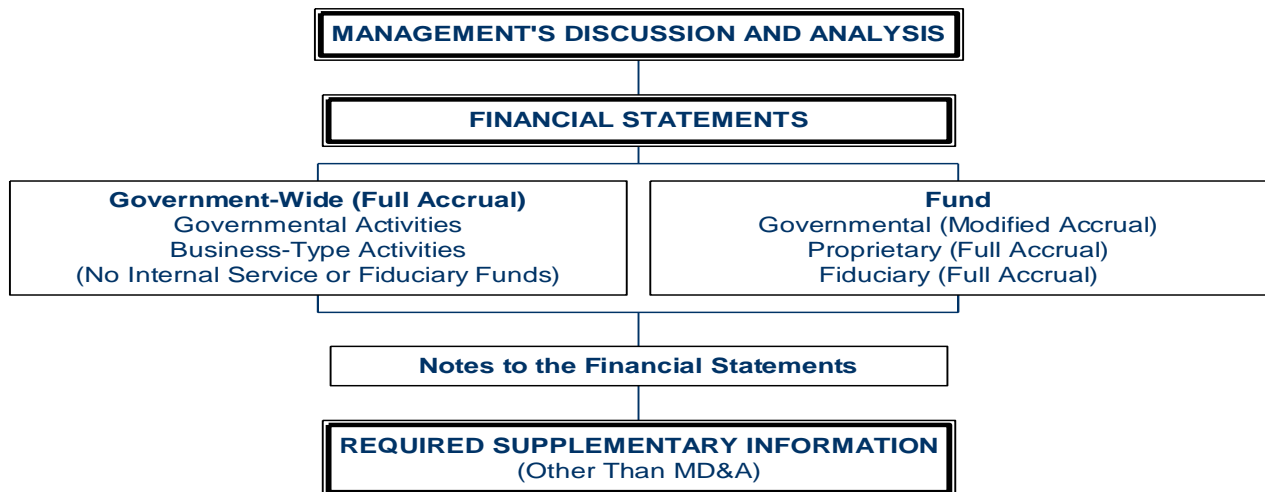 MANAGEMENT'S DISCUSSION AND ANALYSIS
FINANCIAL STATEMENTS
Government-Wide (Full Accrual)
Governmental Activities
Business-Type Activities
(No Internal Service or Fiduciary Funds)
Fund
Governmental (Modified Accrual)
Proprietary (Full Accrual)
Fiduciary (Full Accrual)
Notes to the Financial Statements
REQUIRED SUPPLEMENTARY INFORMATION
(Other Than MD&A)